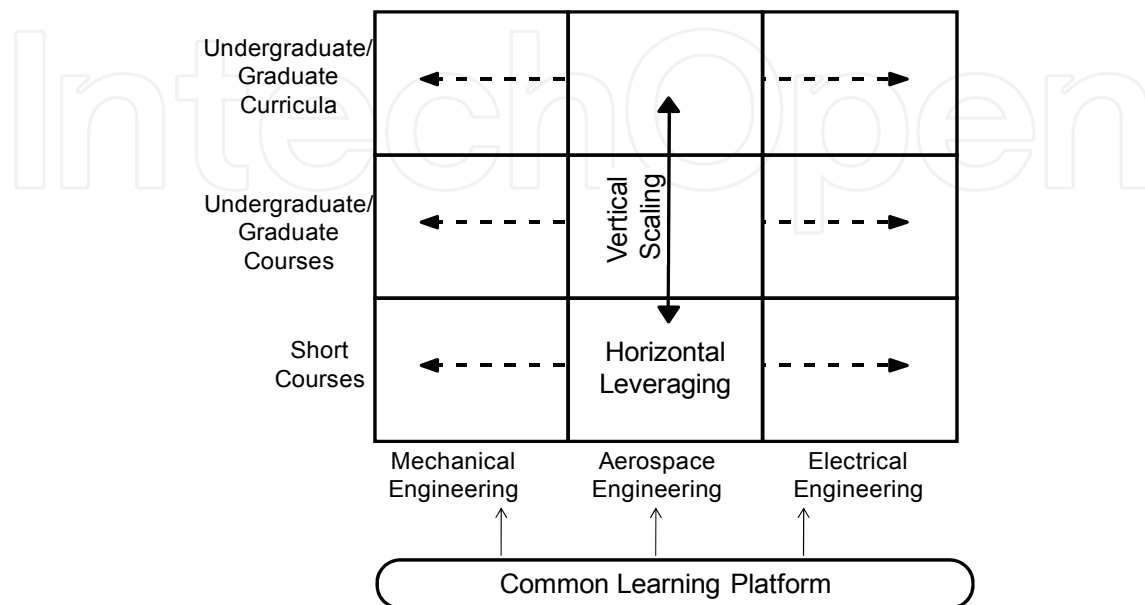 IntechOpen
Undergraduate/
Graduate
Curricula
Undergraduate/
Graduate
Courses
Vertical
Scaling
Short
Courses
Horizontal
Leveraging
Mechanical
Engineering
Aerospace
Engineering
Electrical
Engineering
Common Learning Platform